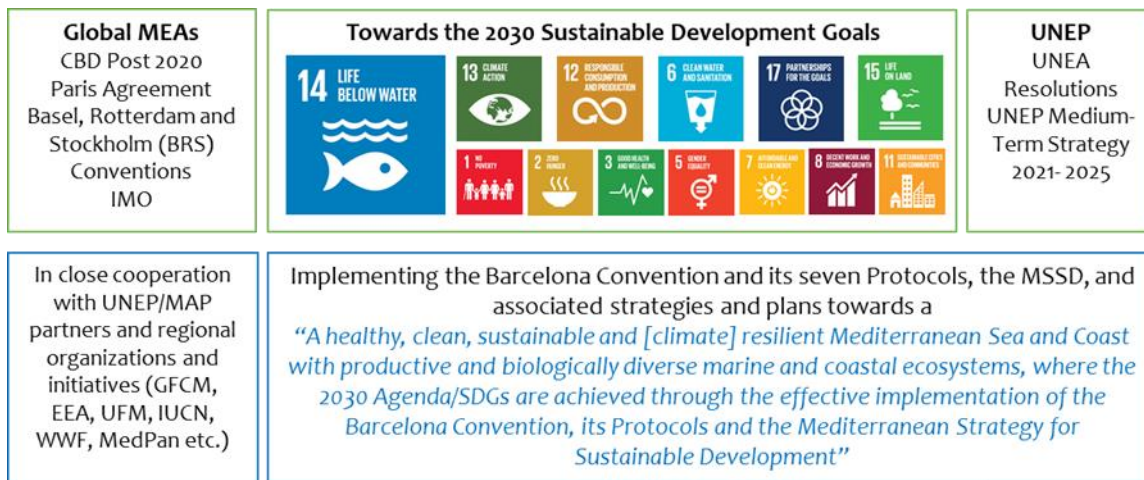 Global MEAs
CBD Post 2020
Paris Agreement
Basel, Rotterdam and
Stockholm (BRS)
Conventions
IMO
Towards the 2030 Sustainable Development Goals
14 LIFE
BELOW WATER
13 CLIMATE
ACTION
12 RESPONSIBLE
CONSUMPTION
AND PRODUCTION
6 CLEAN WATER
AND SANITATION
17 PARTNERSHIPS
FOR THE GOALS
15 LIFE
ON LAND
1 NO
POVERTY
2 ZERO
HUNGER
3 GOOD HEALTH
AND WELL-BEING
5 GENDER
EQUALITY
7 AFFORDABLE AND
CLEAN ENERGY
8 DECENT WORK AND
ECONOMIC GROWTH
11 SUSTAINABLE CITIES
AND COMMUNITIES
UNEP
UNEA
Resolutions
UNEP Medium-
Term Strategy
2021- 2025
In close cooperation
with UNEP/MAP
partners and regional
organizations and
initiatives (GFCM,
EEA, UFM, IUCN,
WWF, MedPan etc.)
Implementing the Barcelona Convention and its seven Protocols, the MSSD, and
associated strategies and plans towards a
“A healthy, clean, sustainable and [climate] resilient Mediterranean Sea and Coast
with productive and biologically diverse marine and coastal ecosystems, where the
2030 Agenda/SDGs are achieved through the effective implementation of the
Barcelona Convention, its Protocols and the Mediterranean Strategy for
Sustainable Development”